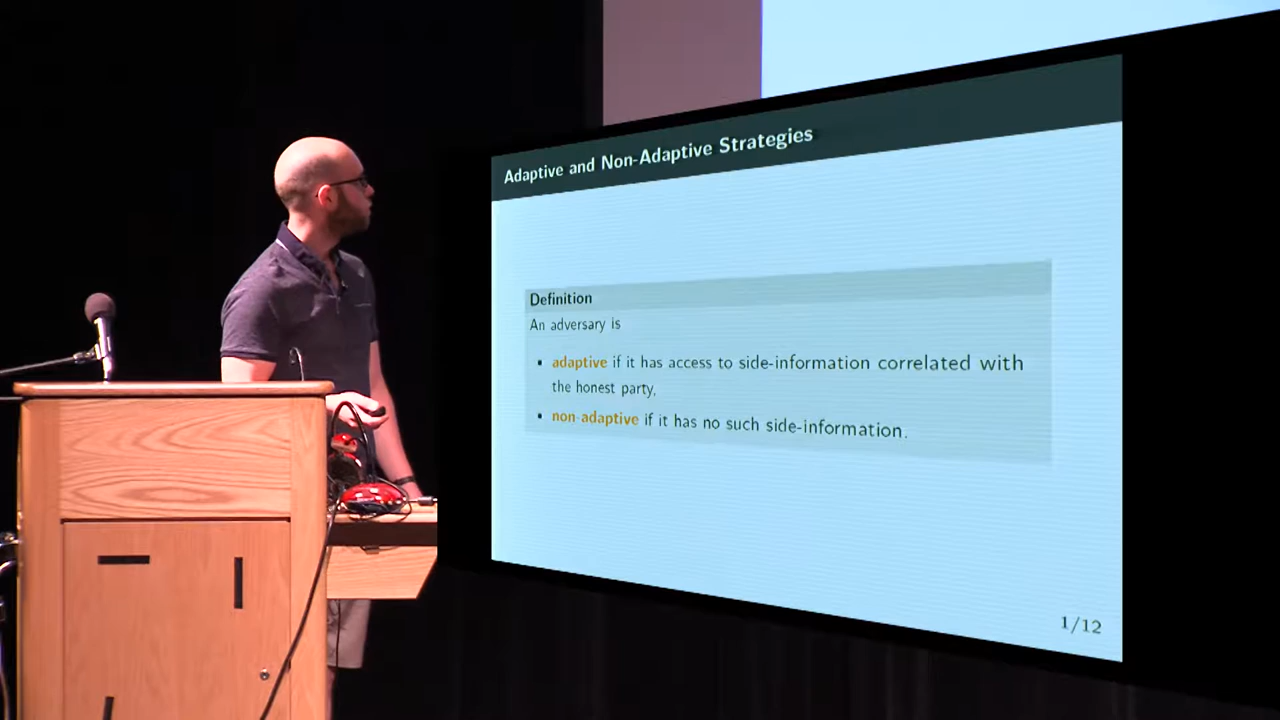 Adaptive and Non-Adaptive Strategies
Definition
An adversary is
• adaptive if it has access to side-information correlated with
the honest party,
• non-adaptive if it has no such side-information.
1/12